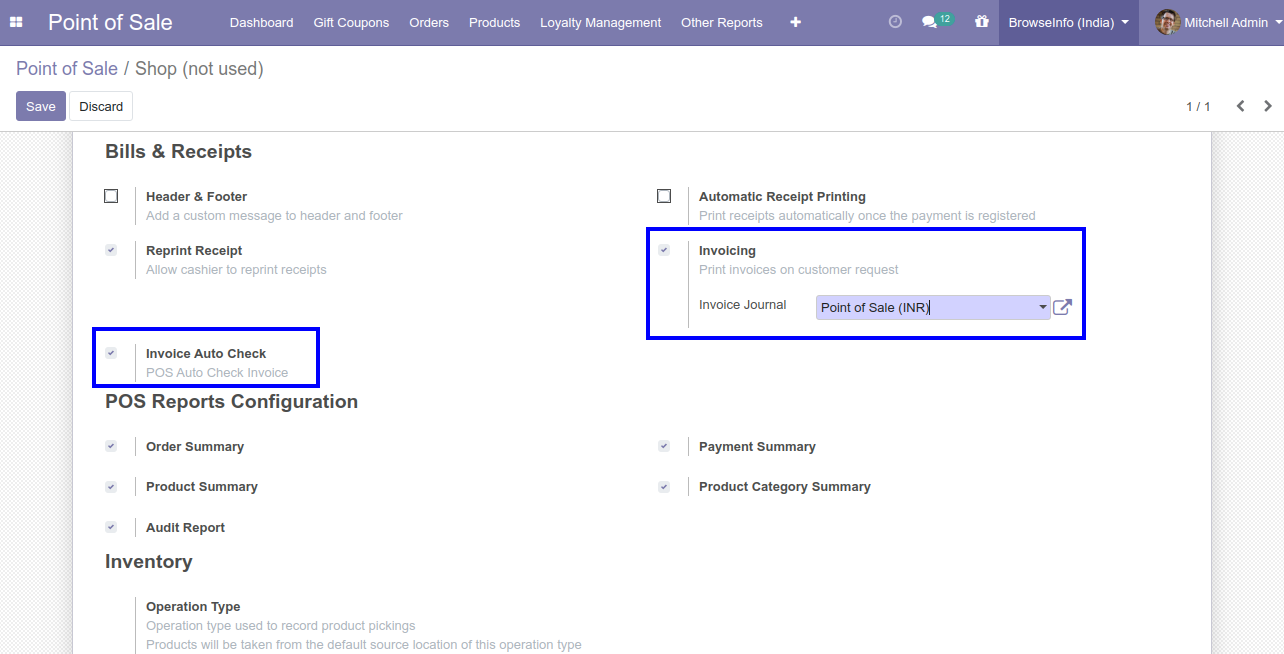 Point of Sale Dashboard Gift Coupons Orders Products Loyalty Management Other Reports + 12 BrowseInfo (India) Mitchell Admin
Point of Sale / Shop (not used)
Save Discard 1 / 1
Bills & Receipts
Header & Footer
Add a custom message to header and footer
Automatic Receipt Printing
Print receipts automatically once the payment is registered
Reprint Receipt
Allow cashier to reprint receipts
Invoicing
Print invoices on customer request
Invoice Journal Point of Sale (INR)
Invoice Auto Check
POS Auto Check Invoice
POS Reports Configuration
Order Summary Payment Summary
Product Summary Product Category Summary
Audit Report
Inventory
Operation Type
Operation type used to record product pickings
Products will be taken from the default source location of this operation type